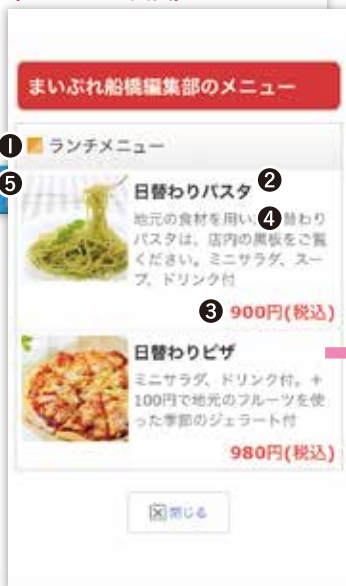 まいぷれ船橋編集部のメニュー
❶ ランチメニュー
❺
日替わりパスタ ❷
地元の食材を用い ❹ 替わり
パスタは、店内の黒板をご覧
ください。ミニサラダ、スー
プ、ドリンク付
❸ 900円(税込)
日替わりピザ
ミニサラダ、ドリンク付。＋
100円で地元のフルーツを使
った季節のジェラート付
980円(税込)
閉じる